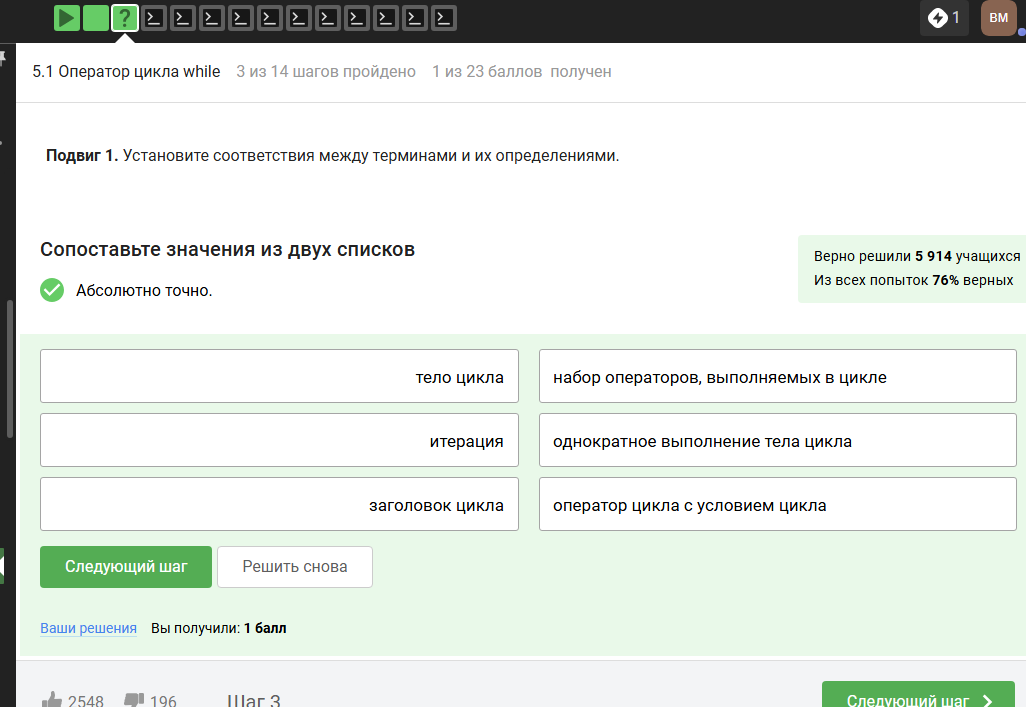 ?
1
ВМ
5.1 Оператор цикла while 3 из 14 шагов пройдено 1 из 23 баллов получен
Подвиг 1. Установите соответствия между терминами и их определениями.
Сопоставьте значения из двух списков
Абсолютно точно.
Верно решили 5 914 учащихся
Из всех попыток 76% верных
тело цикла
набор операторов, выполняемых в цикле
итерация
однократное выполнение тела цикла
заголовок цикла
оператор цикла с условием цикла
Следующий шаг
Решить снова
Ваши решения Вы получили: 1 балл
2548 196 Шаг 3
Следующий шаг